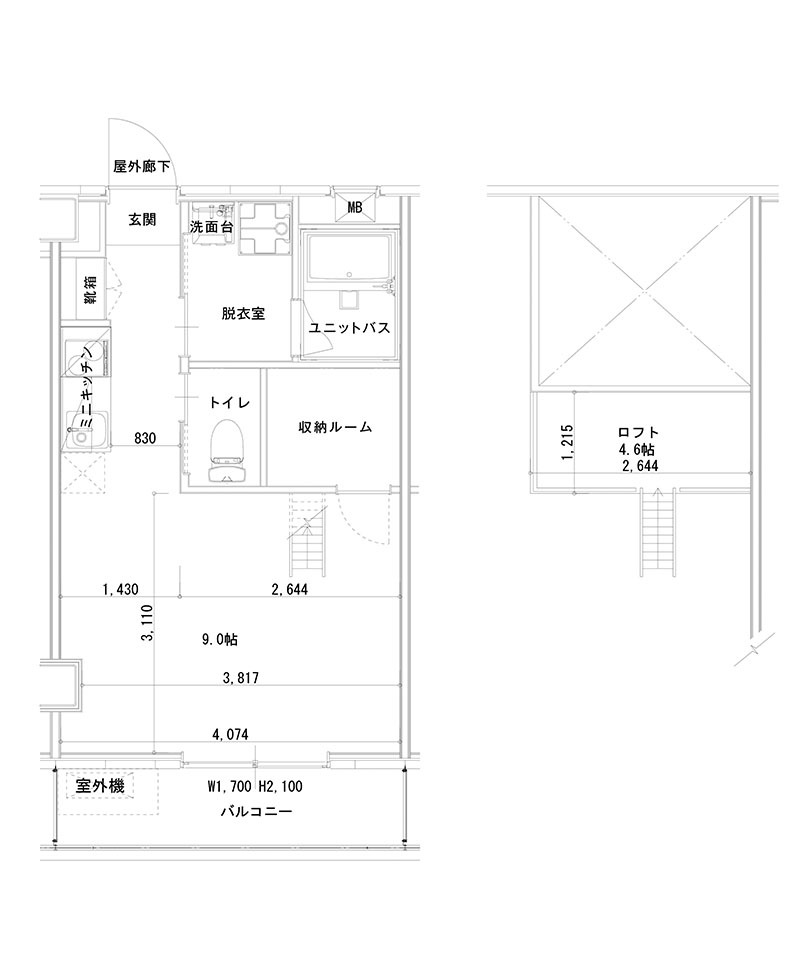 屋外廊下
玄関
洗面台
MB
靴箱
脱衣室
ユニットバス
ミニキッチン
トイレ
収納ルーム
830
1,430
2,644
3,110
9.0帖
3,817
4,074
室外機
W1,700 H2,100
バルコニー
1,215
ロフト
4.6帖
2,644